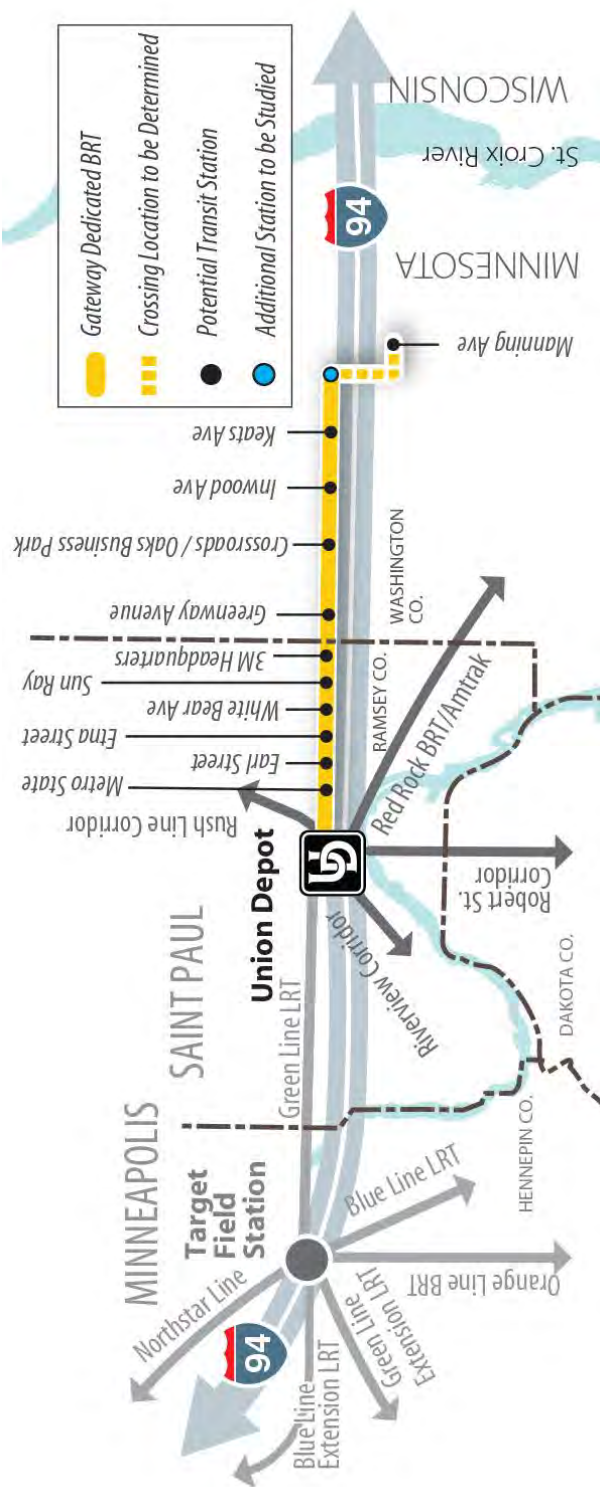 MINNEAPOLIS
SAINT PAUL
Northstar Line
Target
Field
Station
94
Blue Line
Extension LRT
Green Line
Extension LRT
Orange Line BRT
Blue Line LRT
Green Line LRT
Union Depot
UD
Rush Line Corridor
Riverview Corridor
Robert St.
Corridor
Red Rock BRT/Amtrak
HENNEPIN CO.
DAKOTA CO.
RAMSEY CO.
WASHINGTON
CO.
Metro State
Earl Street
Etna Street
White Bear Ave
Sun Ray
3M Headquarters
Greenway Avenue
Crossroads / Oaks Business Park
Inwood Ave
Keats Ave
Manning Ave
94
MINNESOTA
St. Croix River
WISCONSIN
Gateway Dedicated BRT
Crossing Location to be Determined
Potential Transit Station
Additional Station to be Studied